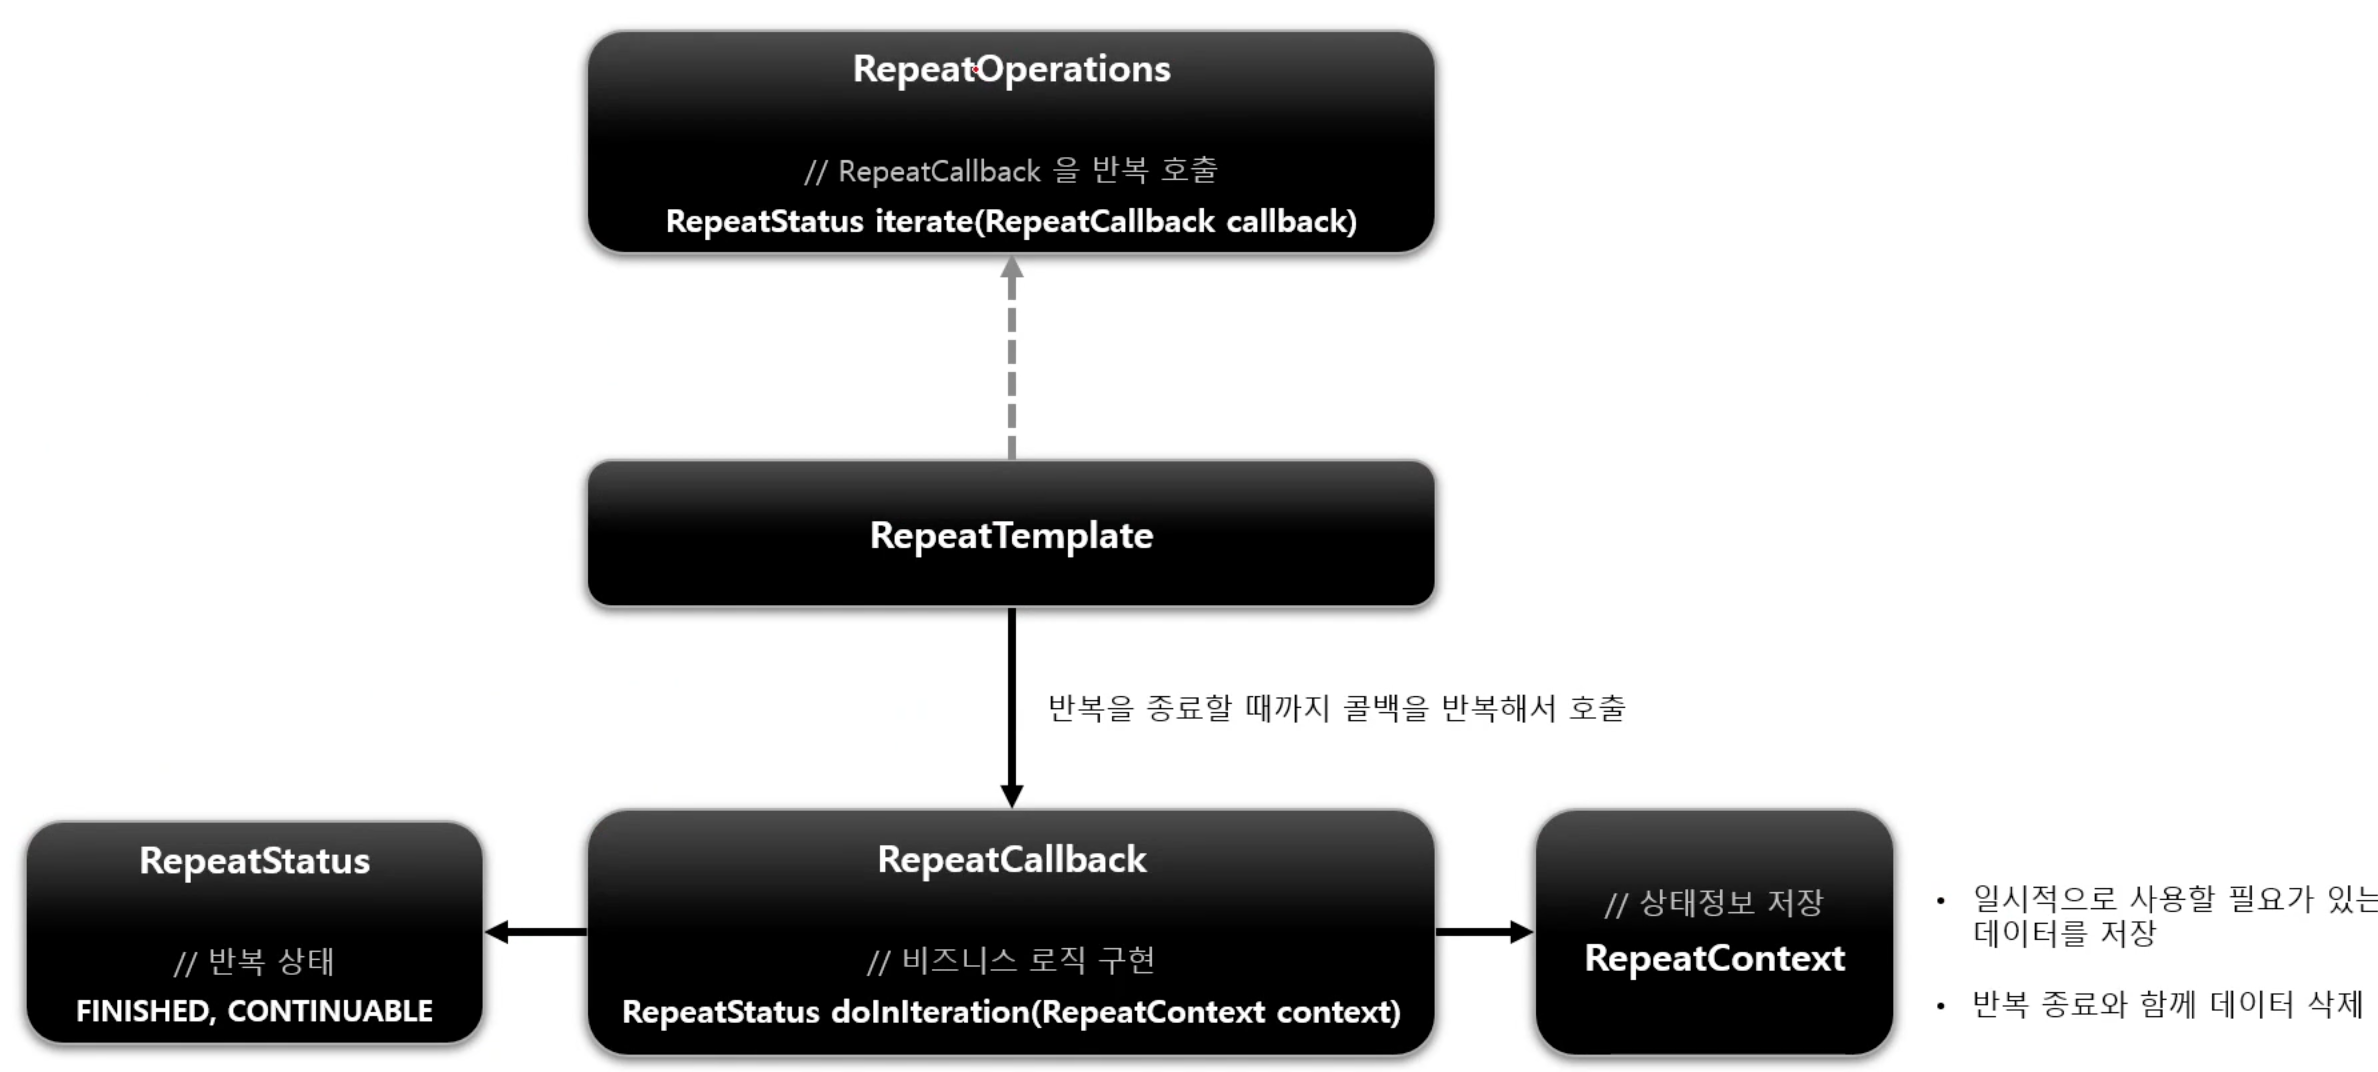 RepeatOperations
// RepeatCallback 을 반복 호출
RepeatStatus iterate(RepeatCallback callback)
RepeatTemplate
반복을 종료할 때까지 콜백을 반복해서 호출
RepeatStatus
// 반복 상태
FINISHED, CONTINUABLE
RepeatCallback
// 비즈니스 로직 구현
RepeatStatus doInIteration(RepeatContext context)
// 상태정보 저장
RepeatContext
• 일시적으로 사용할 필요가 있는
데이터를 저장
• 반복 종료와 함께 데이터 삭제